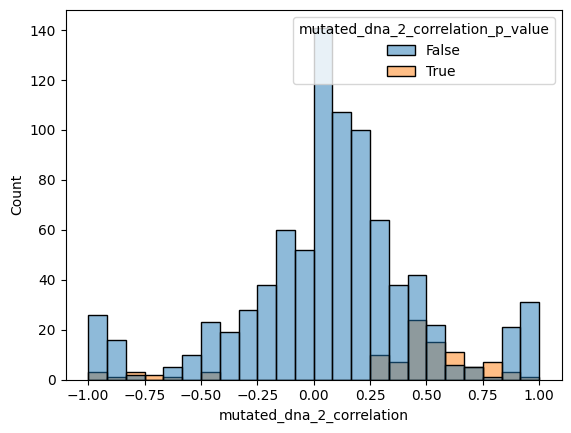 mutated_dna_2_correlation_p_value
False
True
140
120
100
80
60
40
20
0
Count
−1.00 −0.75 −0.50 −0.25 0.00 0.25 0.50 0.75 1.00
mutated_dna_2_correlation